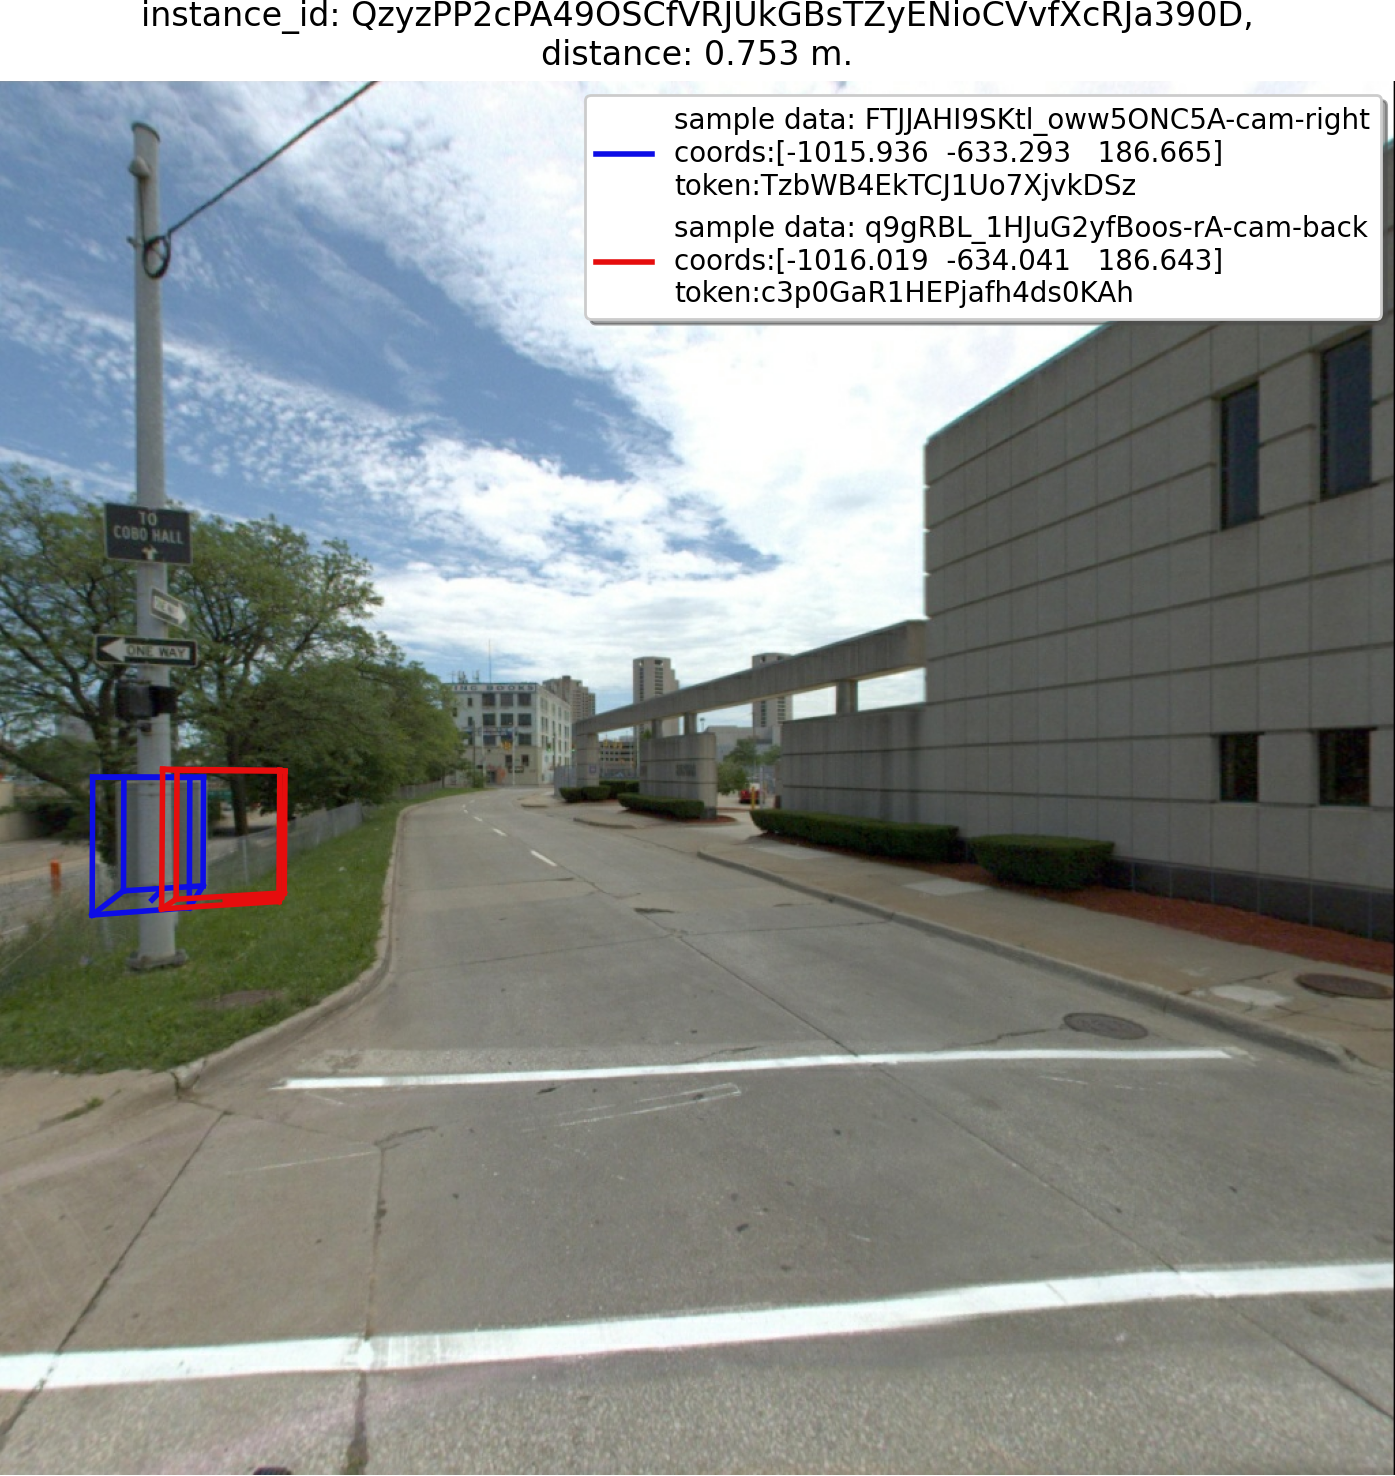 instance_id: QzyzPP2cPA49OSCfVRJUkGBsTZyENioCVvfXcRJa390D,
distance: 0.753 m.
sample data: FTJJAHI9SKtl_oww5ONC5A-cam-right
coords:[-1015.936  -633.293   186.665]
token:TzbWB4EkTCJ1Uo7XjvkDSz
sample data: q9gRBL_1HJuG2yfBoos-rA-cam-back
coords:[-1016.019  -634.041   186.643]
token:c3p0GaR1HEPjafh4ds0KAh
TO
COBO HALL
ONE WAY
BOOKS